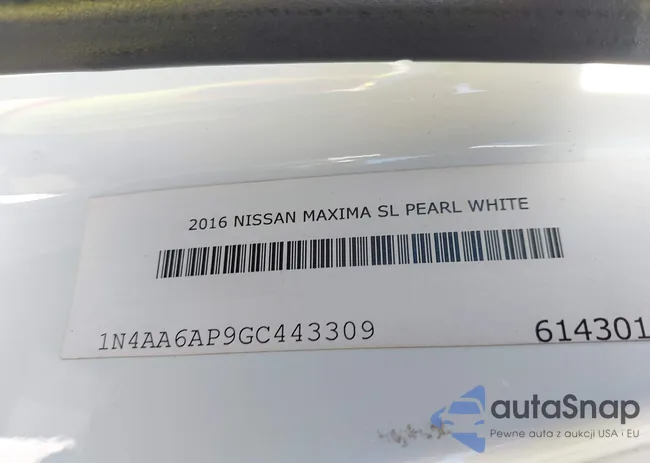 2016 NISSAN MAXIMA SL PEARL WHITE
1N4AA6AP9GC443309
614301
autaSnap
Pewne auta z aukcji USA i EU